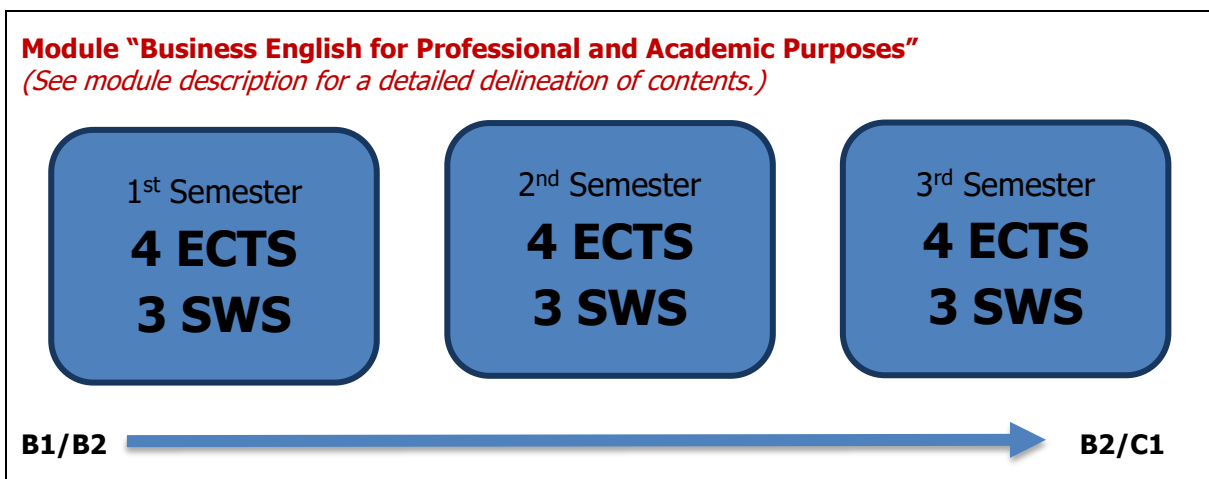 Module “Business English for Professional and Academic Purposes”
(See module description for a detailed delineation of contents.)
1st Semester
4 ECTS
3 SWS
2nd Semester
4 ECTS
3 SWS
3rd Semester
4 ECTS
3 SWS
B1/B2
B2/C1